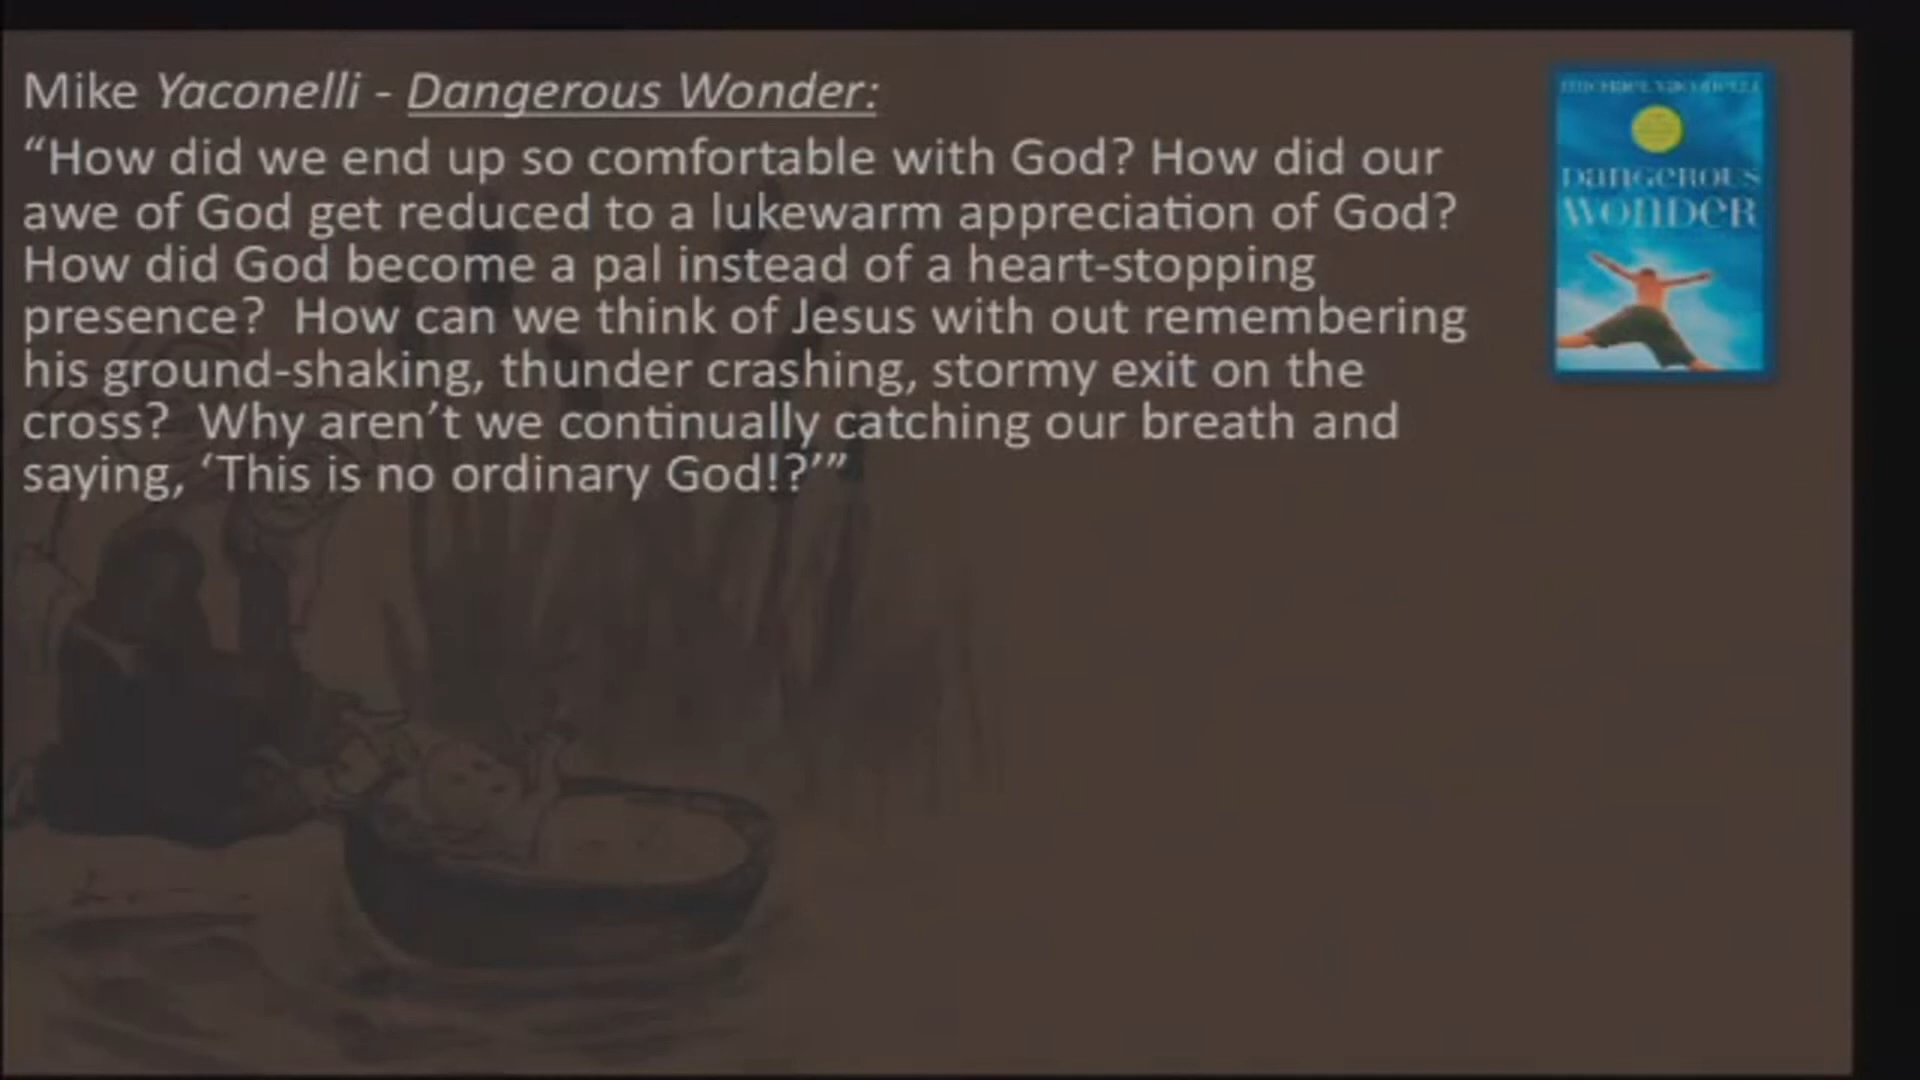 Mike Yaconelli - Dangerous Wonder:
“How did we end up so comfortable with God? How did our
awe of God get reduced to a lukewarm appreciation of God?
How did God become a pal instead of a heart-stopping
presence?  How can we think of Jesus with out remembering
his ground-shaking, thunder crashing, stormy exit on the
cross?  Why aren’t we continually catching our breath and
saying, ‘This is no ordinary God!?’”
MICHAEL YACONELLI
DANGEROUS
WONDER